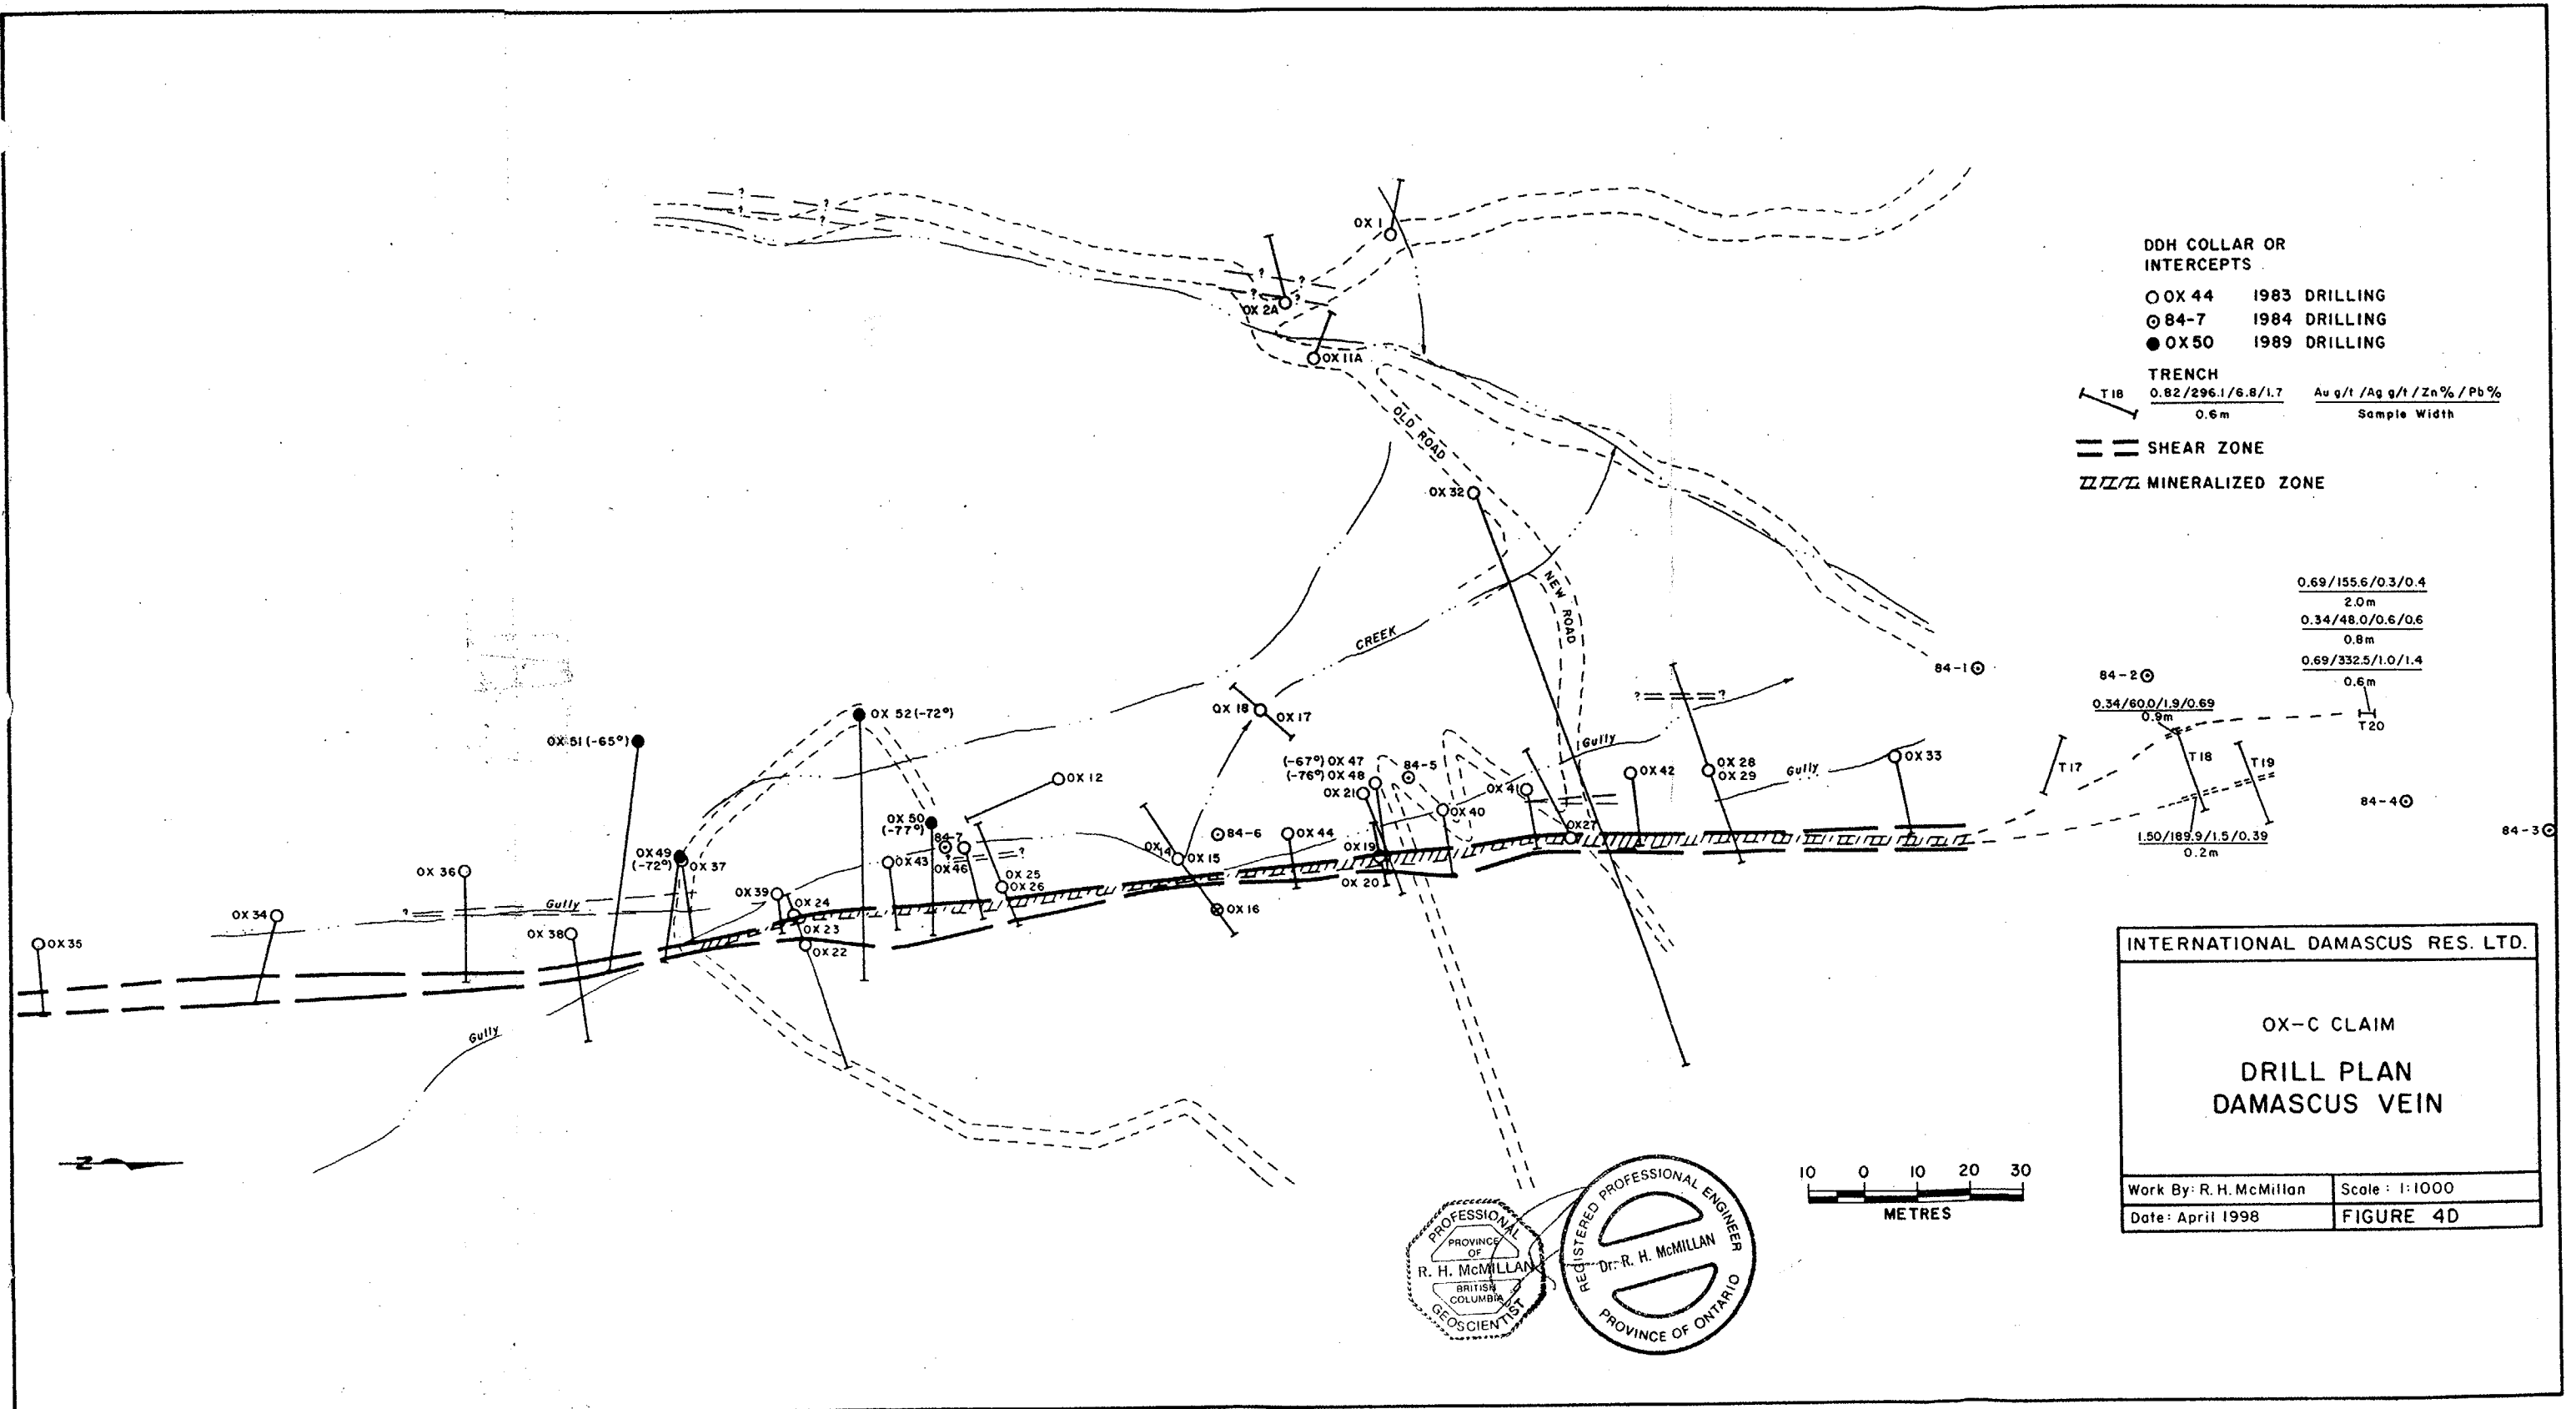 OX 1
OX 2A
OX 11A
DDH COLLAR OR
INTERCEPTS
OX 44 1983 DRILLING
84-7 1984 DRILLING
OX 50 1989 DRILLING
TRENCH
T18 0.82/296.1/6.8/1.7 Au g/t /Ag g/t / Zn % / Pb %
0.6m Sample Width
SHEAR ZONE
MINERALIZED ZONE
OLD ROAD
OX 32
NEW ROAD
CREEK
0.69/155.6/0.3/0.4
2.0m
0.34/48.0/0.6/0.6
0.8m
0.69/332.5/1.0/1.4
0.6m
84-1
84-2
0.34/60.0/1.9/0.69
0.9m
T20
T17
T18
T19
84-4
84-3
1.50/189.9/1.5/0.39
0.2m
OX 52 (-72°)
OX 51 (-65°)
OX 18
OX 17
OX 12
(-67°) OX 47
(-76°) OX 48
84-5
OX 21
OX 40
OX 41
Gully
OX 42
OX 28
OX 29
Gully
OX 33
OX 50
(-77°)
84-7
OX 46
OX 43
OX 25
OX 26
OX 14
OX 15
84-6
OX 44
OX 19
OX 20
OX 27
OX 16
OX 49
(-72°)
OX 37
OX 36
OX 39
OX 24
OX 23
OX 22
OX 34
Gully
OX 38
OX 35
Gully
? ? ? ? ? ? ? ? ? ? ? ? ?
N
10 0 10 20 30
METRES
PROFESSIONAL
PROVINCE
OF
R. H. McMILLAN
BRITISH
COLUMBIA
GEOSCIENTIST
REGISTERED PROFESSIONAL ENGINEER
Dr. R. H. McMILLAN
PROVINCE OF ONTARIO
INTERNATIONAL DAMASCUS RES. LTD.
OX-C CLAIM
DRILL PLAN
DAMASCUS VEIN
Work By: R. H. McMillan Scale : 1:1000
Date: April 1998 FIGURE 4D